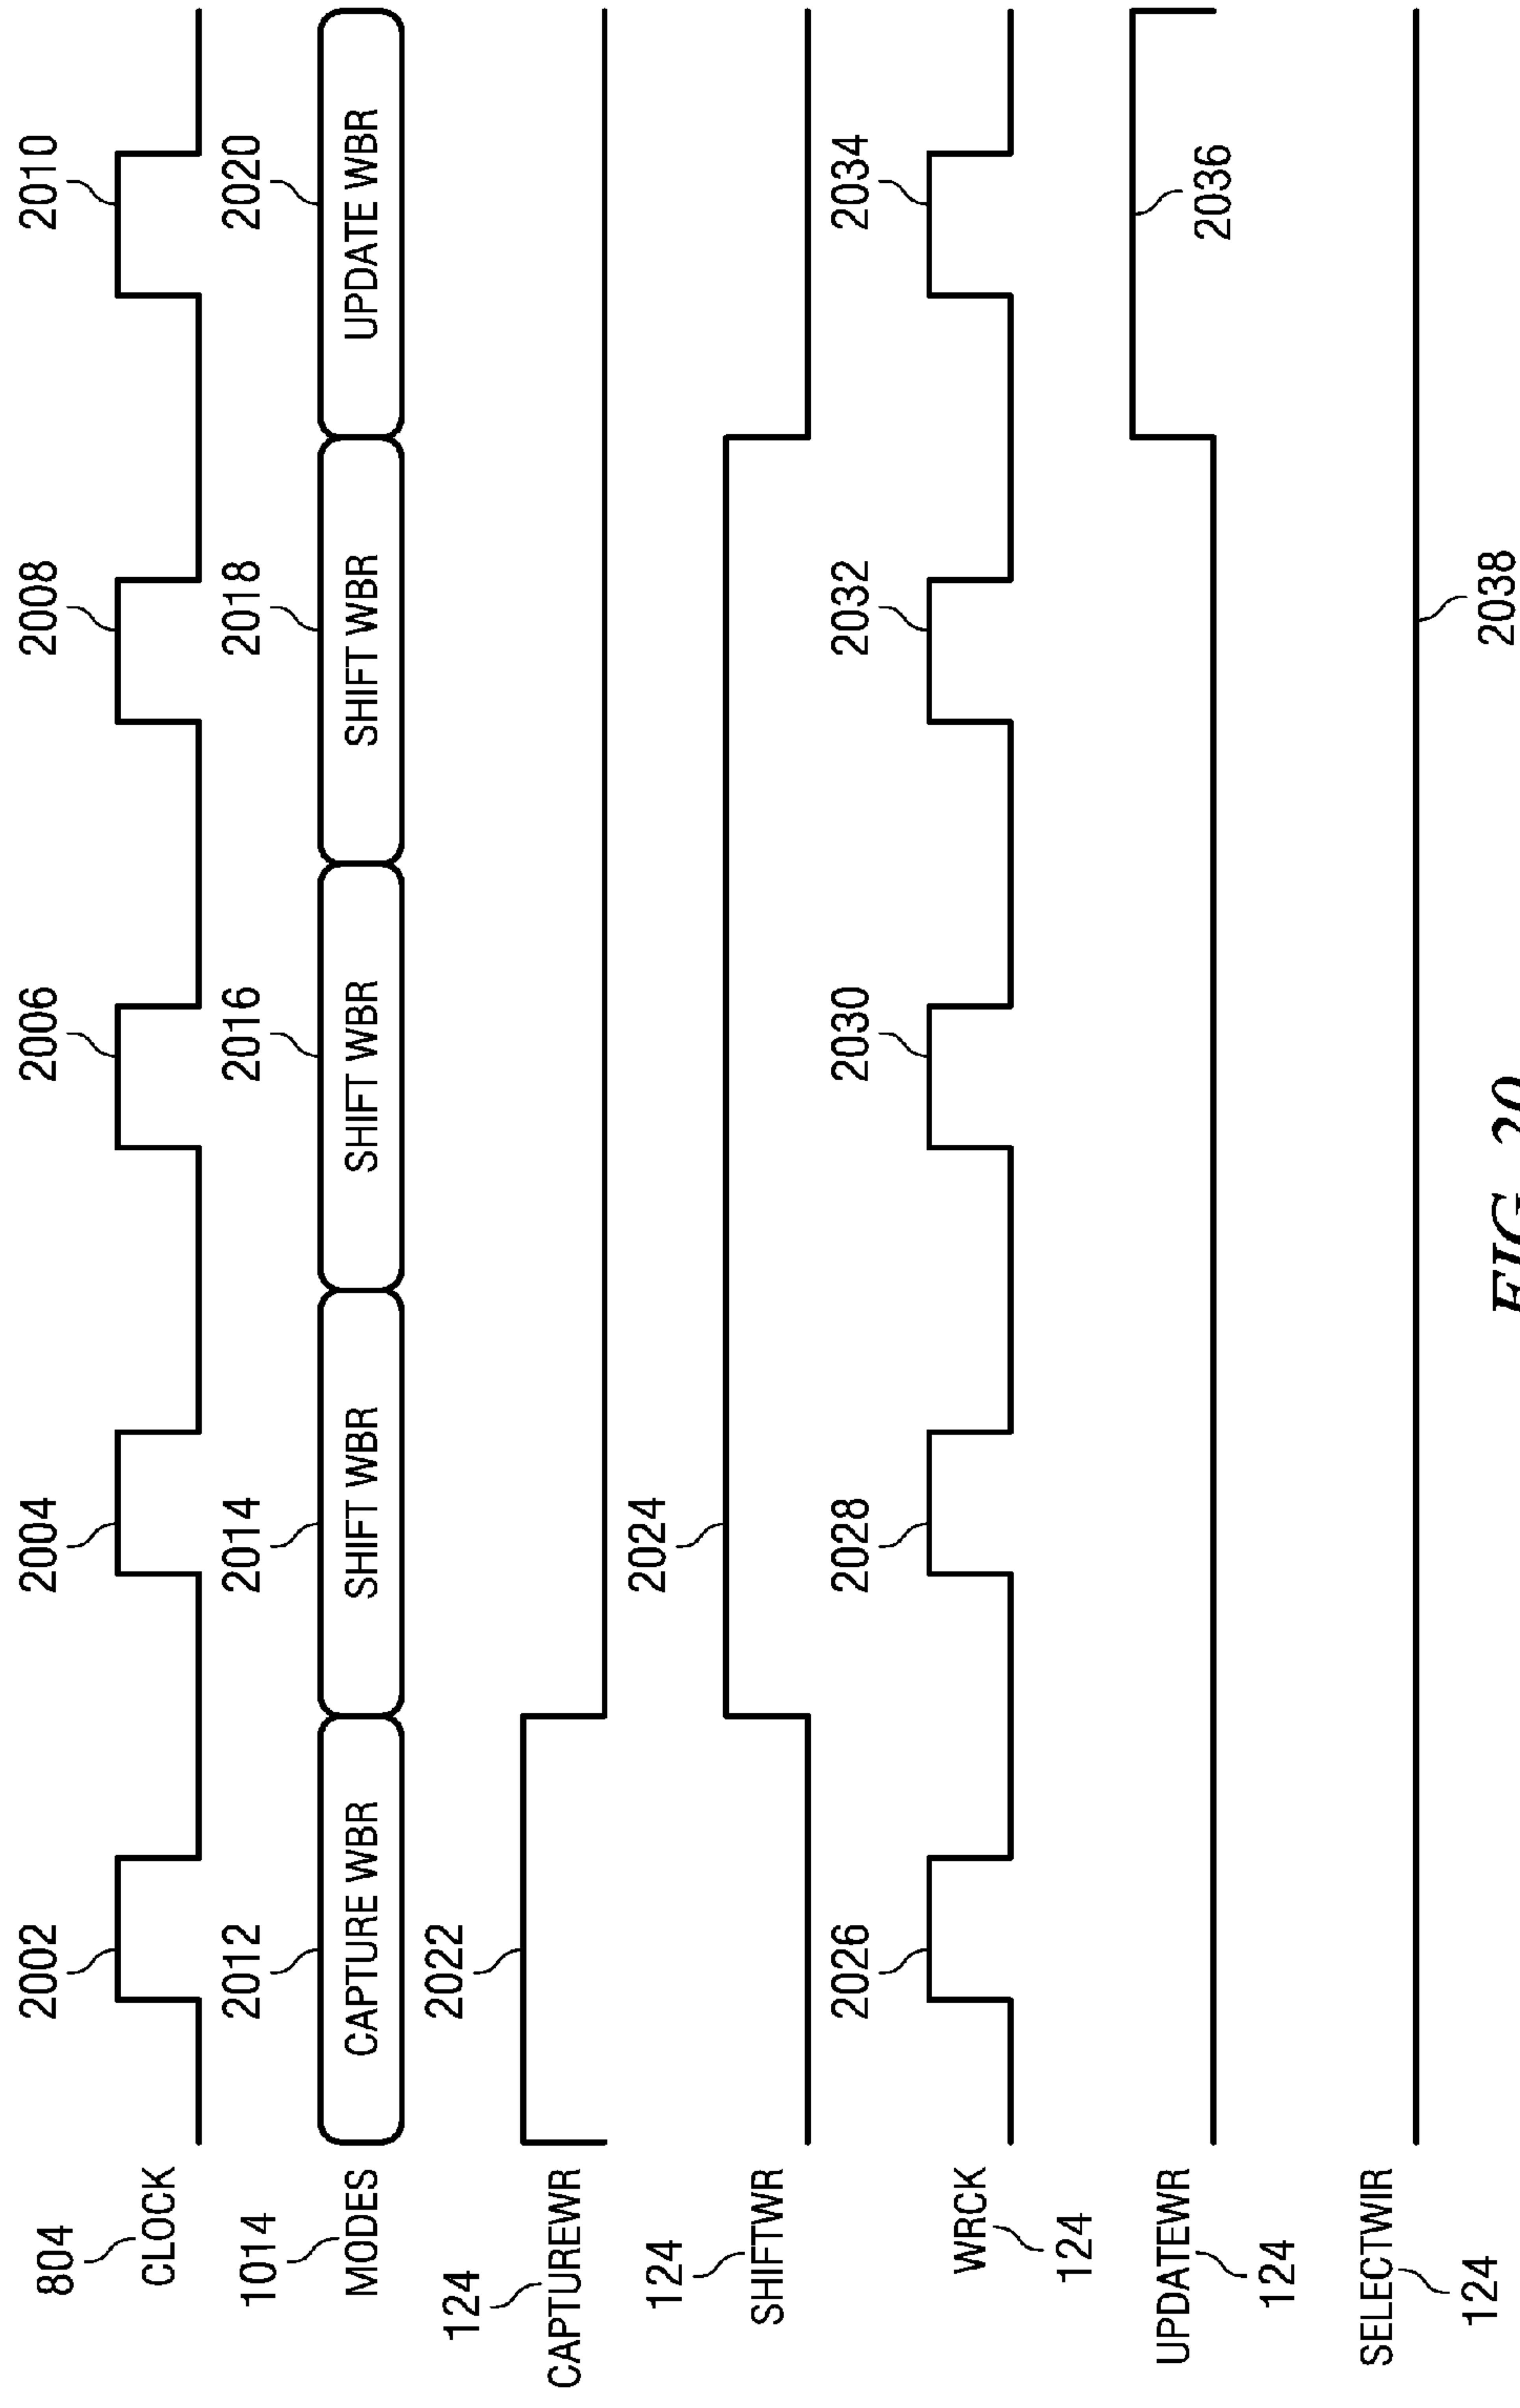 2002
2004
2006
2008
2010
804
CLOCK
2012
2014
2016
2018
2020
1014
MODES
CAPTURE WBR
SHIFT WBR
SHIFT WBR
SHIFT WBR
UPDATE WBR
2022
124
CAPTUREWR
2024
124
SHIFTWR
2026
2028
2030
2032
2034
WRCK
124
UPDATEWR
124
2036
SELECTWIR
124
2038
FIG. 20